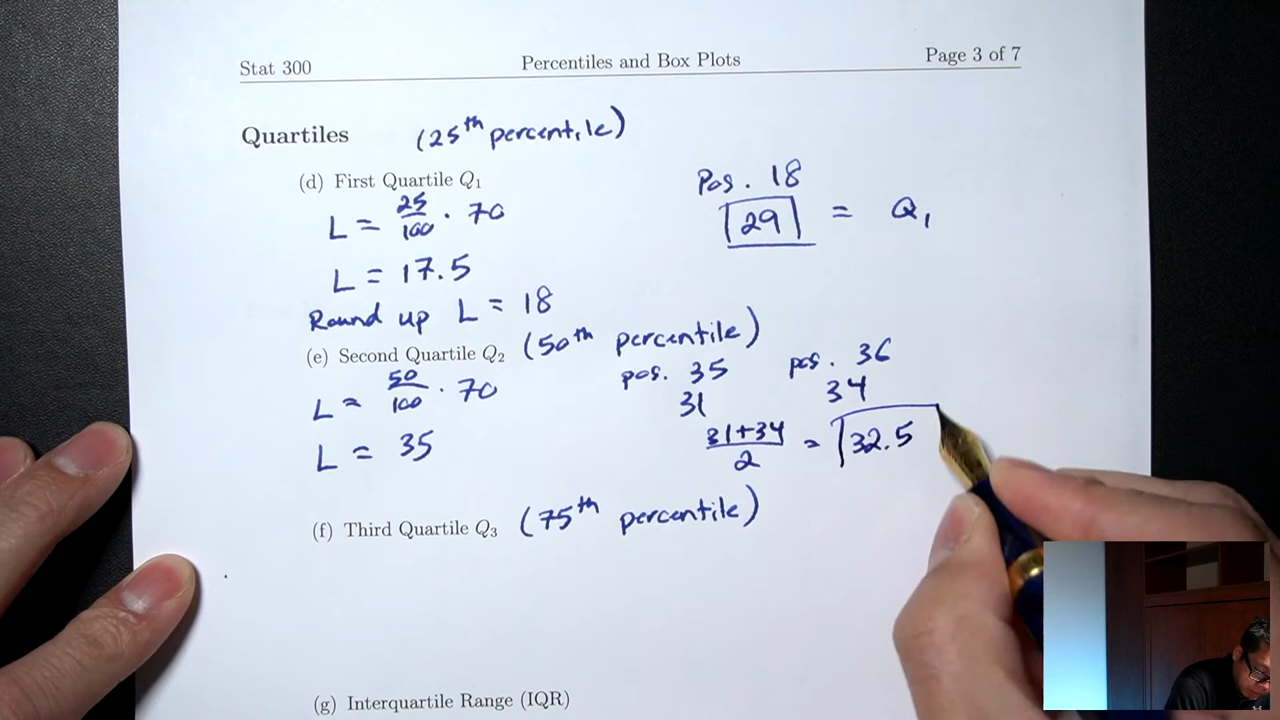 Stat 300 Percentiles and Box Plots Page 3 of 7
Quartiles (25th percentile)
(d) First Quartile Q1
L = 25/100 · 70
L = 17.5
Round up L = 18
Pos. 18
29 = Q1
(e) Second Quartile Q2 (50th percentile)
L = 50/100 · 70
L = 35
pos. 35 pos. 36
31 34
31+34/2 = 32.5
(f) Third Quartile Q3 (75th percentile)
(g) Interquartile Range (IQR)